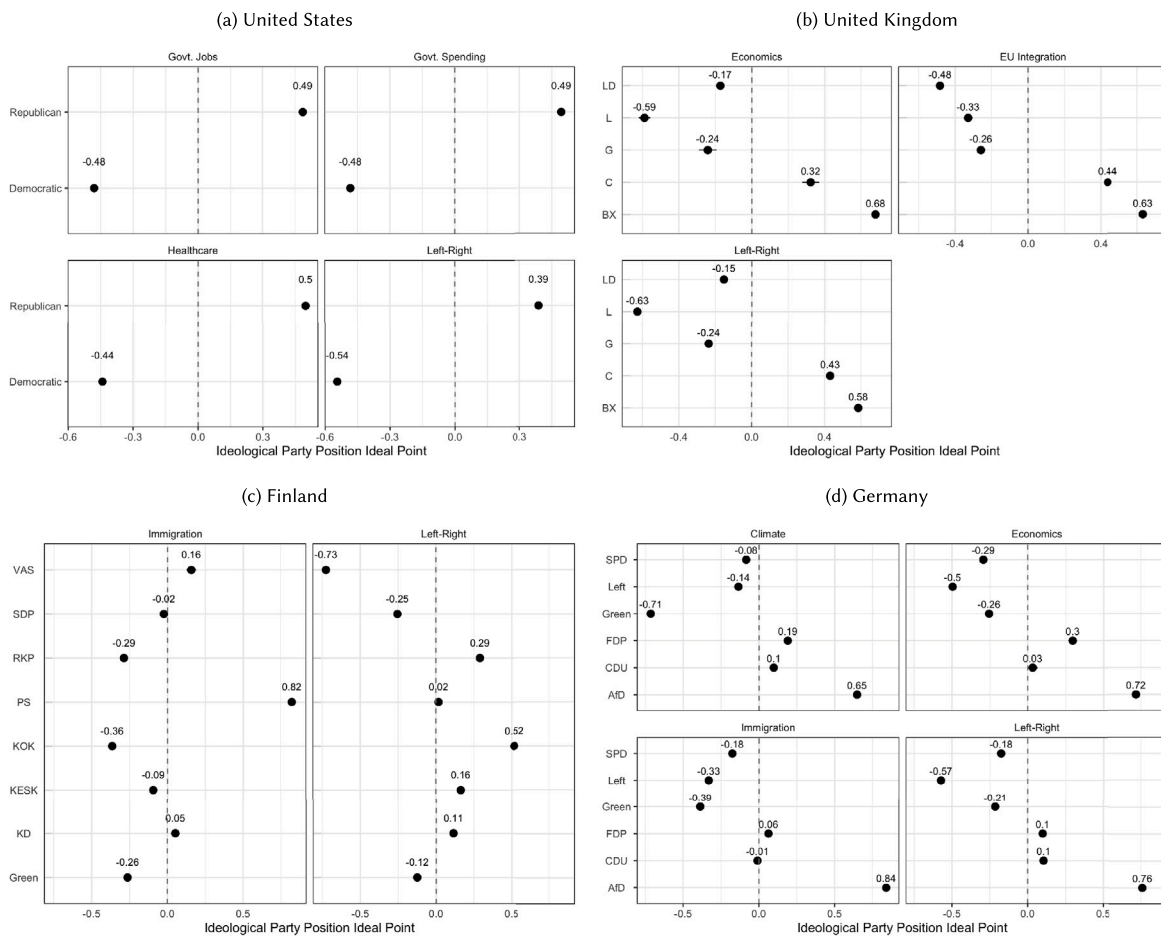 (a) United States
Govt. Jobs
Govt. Spending
0.49
0.49
Republican
-0.48
-0.48
Democratic
Healthcare
Left-Right
0.5
0.39
Republican
-0.44
-0.54
Democratic
-0.6 0.0 0.3 -0.6 0.0 0.3
Ideological Party Position Ideal Point
(b) United Kingdom
Economics
EU Integration
LD -0.17 -0.48
L -0.59 -0.33
G -0.24 -0.26
C 0.32 0.44
BX 0.68 0.63
-0.4 0.0 0.4
Left-Right
LD -0.15
L -0.63
G -0.24
C 0.43
BX 0.58
-0.4 0.0 0.4
Ideological Party Position Ideal Point
(c) Finland
Immigration
Left-Right
VAS 0.16 -0.73
SDP -0.02 -0.25
RKP -0.29 0.29
PS 0.82 0.02
KOK -0.36 0.52
KESK -0.09 0.16
KD 0.05 0.11
Green -0.26 -0.12
-0.5 0.0 0.5 -0.5 0.0 0.5
Ideological Party Position Ideal Point
(d) Germany
Climate
Economics
SPD -0.08 -0.29
Left -0.14 -0.5
Green -0.71 -0.26
FDP 0.19 0.3
CDU 0.1 0.03
AfD 0.65 0.72
Immigration
Left-Right
SPD -0.18 -0.18
Left -0.33 -0.57
Green -0.39 -0.21
FDP 0.06 0.1
CDU -0.01 0.1
AfD 0.84 0.76
-0.5 0.0 0.5 -0.5 0.0 0.5
Ideological Party Position Ideal Point